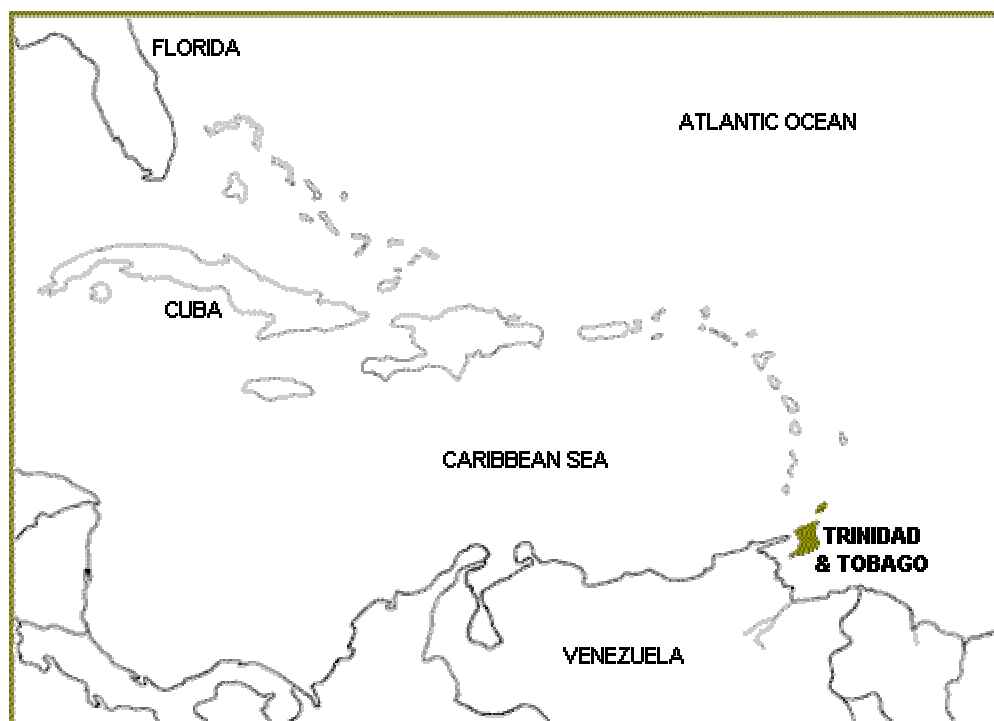 FLORIDA
ATLANTIC OCEAN
CUBA
CARIBBEAN SEA
TRINIDAD
& TOBAGO
VENEZUELA